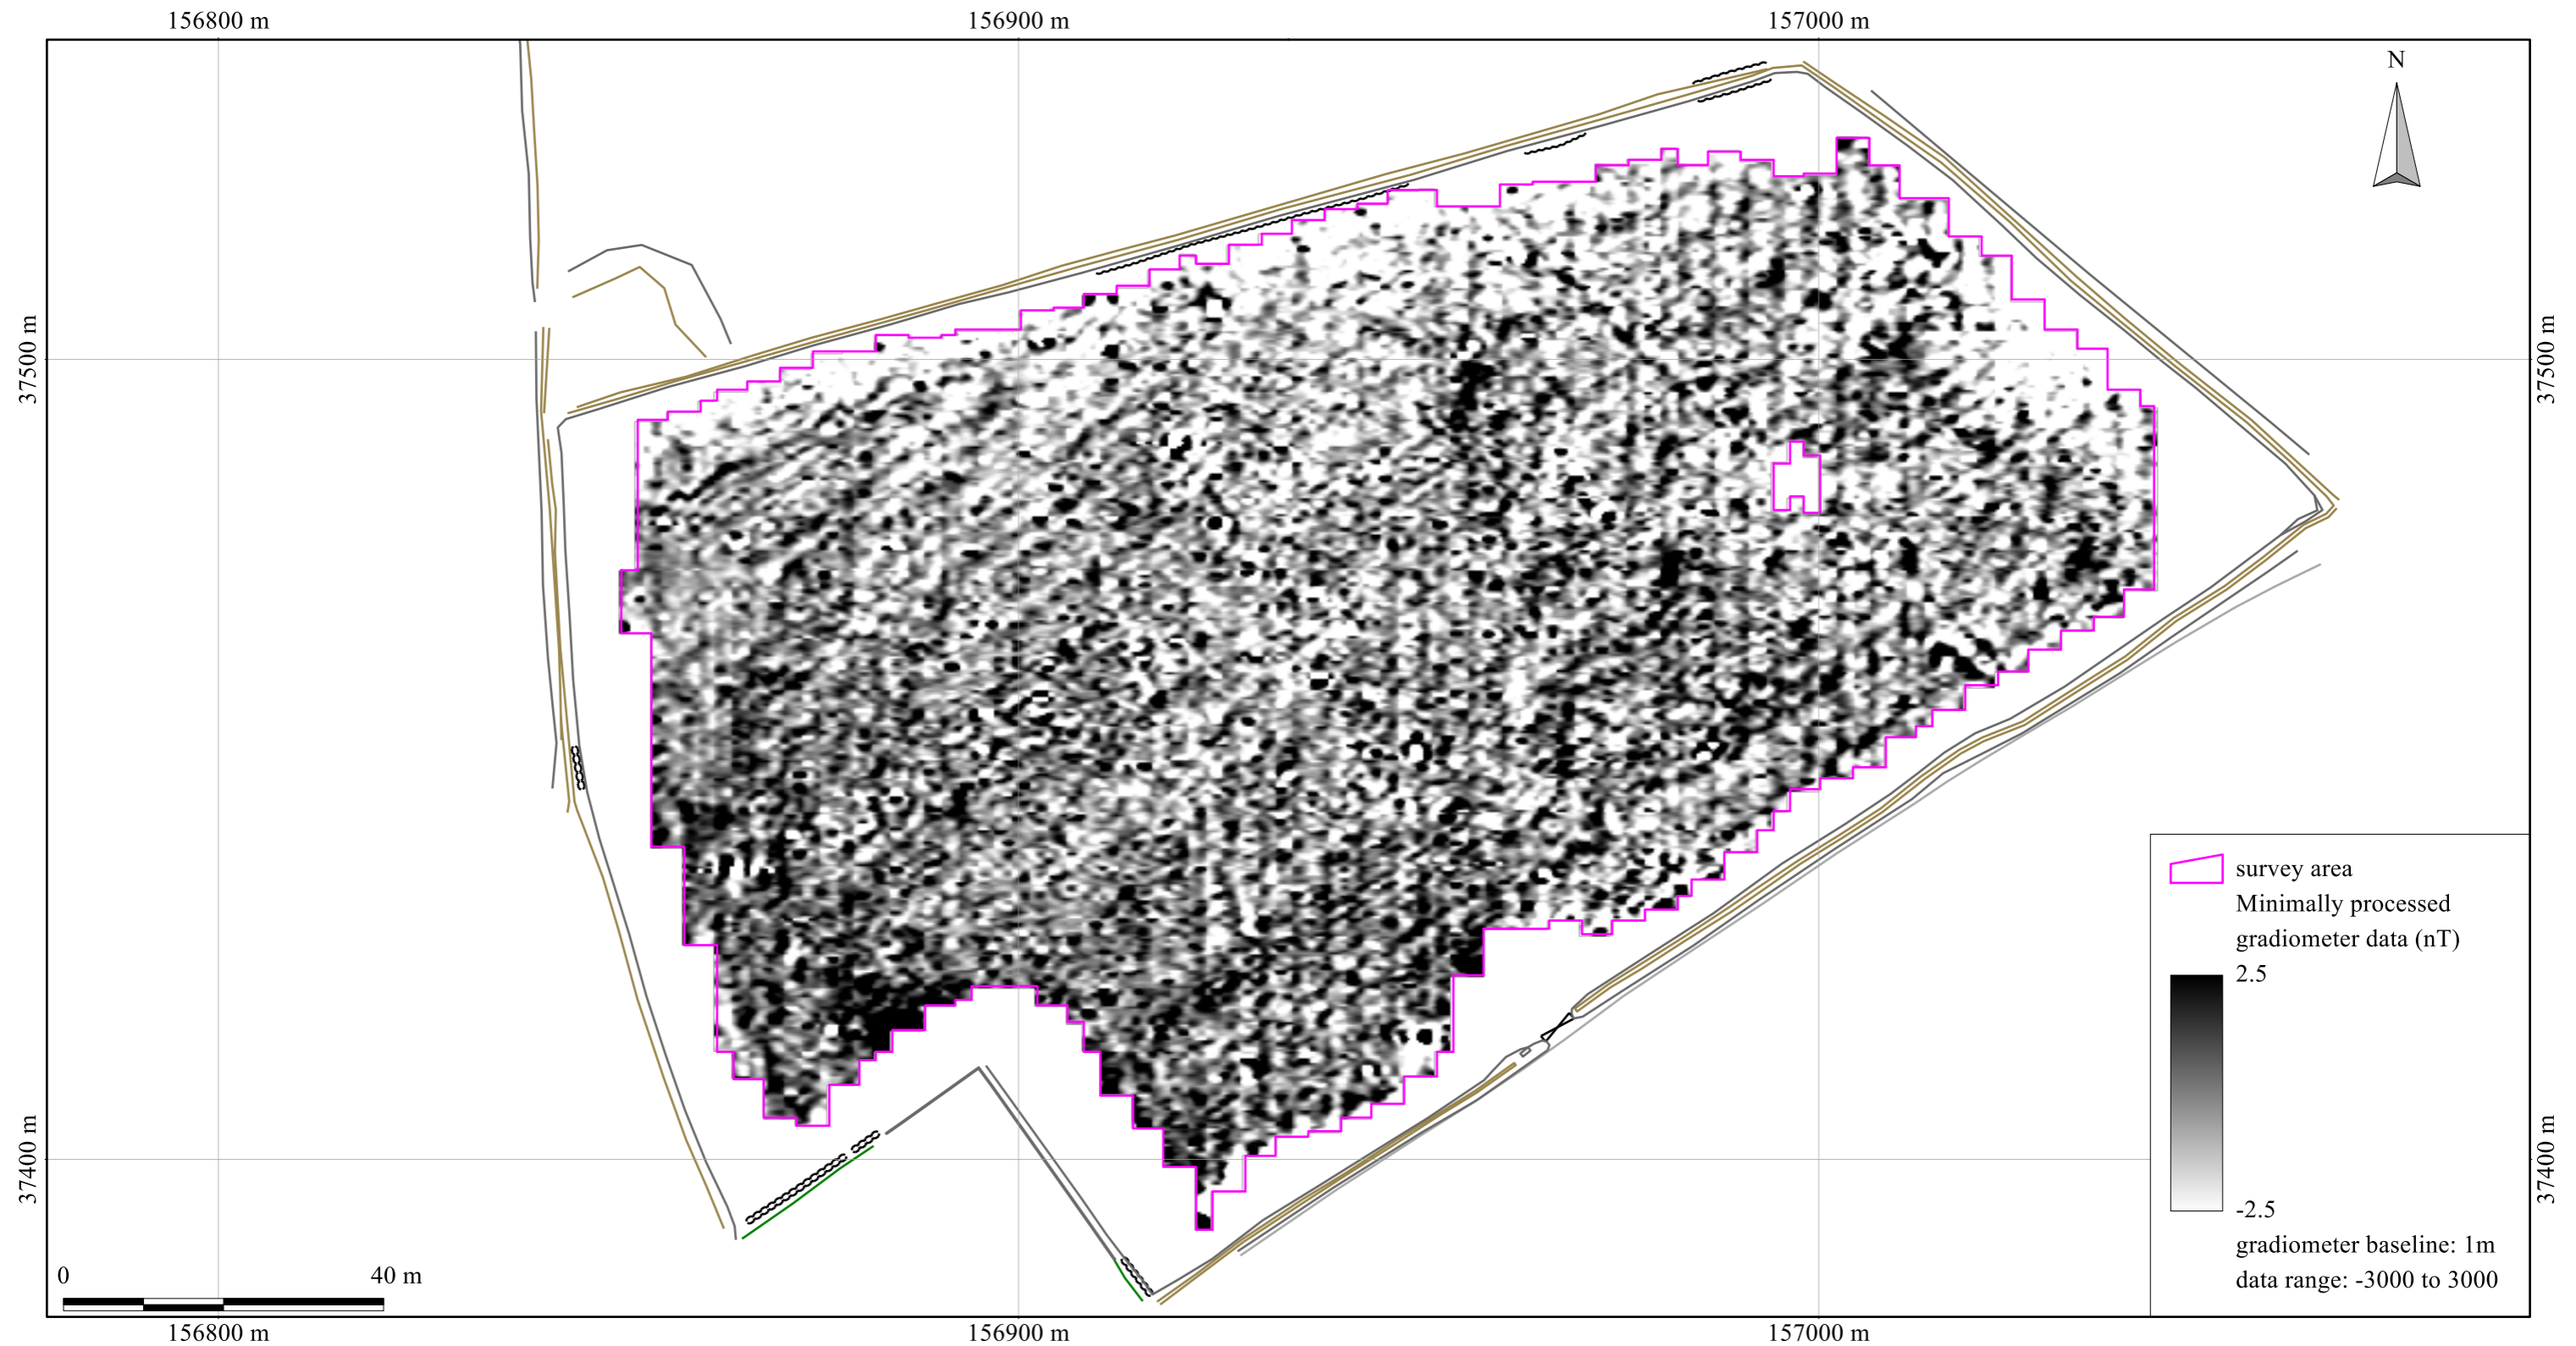 156800 m
156900 m
157000 m
N
37500 m
37500 m
survey area
Minimally processed
gradiometer data (nT)
2.5
-2.5
gradiometer baseline: 1m
data range: -3000 to 3000
37400 m
37400 m
0
40 m
156800 m
156900 m
157000 m